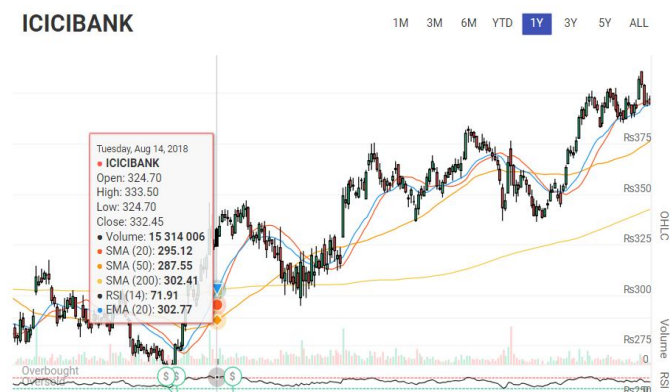 ICICIBANK
1M 3M 6M YTD 1Y 3Y 5Y ALL
Tuesday, Aug 14, 2018
● ICICIBANK
Open: 324.70
High: 333.50
Low: 324.70
Close: 332.45
● Volume: 15 314 006
● SMA (20): 295.12
● SMA (50): 287.55
● SMA (200): 302.41
● RSI (14): 71.91
● EMA (20): 302.77
₨375
₨350
₨325
₨300
₨275
OHLC
Volume
0
Overbought
$ $
RSI